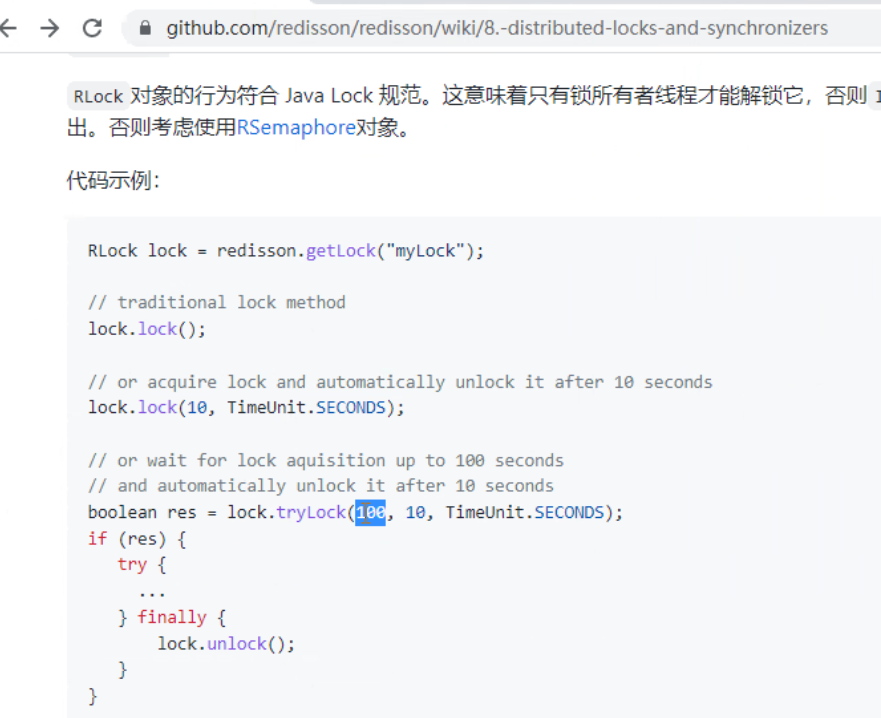 github.com/redisson/redisson/wiki/8.-distributed-locks-and-synchronizers
RLock 对象的行为符合 Java Lock 规范。这意味着只有锁所有者线程才能解锁它，否则
出。否则考虑使用RSemaphore对象。
代码示例：
RLock lock = redisson.getLock("myLock");
// traditional lock method
lock.lock();
// or acquire lock and automatically unlock it after 10 seconds
lock.lock(10, TimeUnit.SECONDS);
// or wait for lock aquisition up to 100 seconds
// and automatically unlock it after 10 seconds
boolean res = lock.tryLock(100, 10, TimeUnit.SECONDS);
if (res) {
try {
...
} finally {
lock.unlock();
}
}